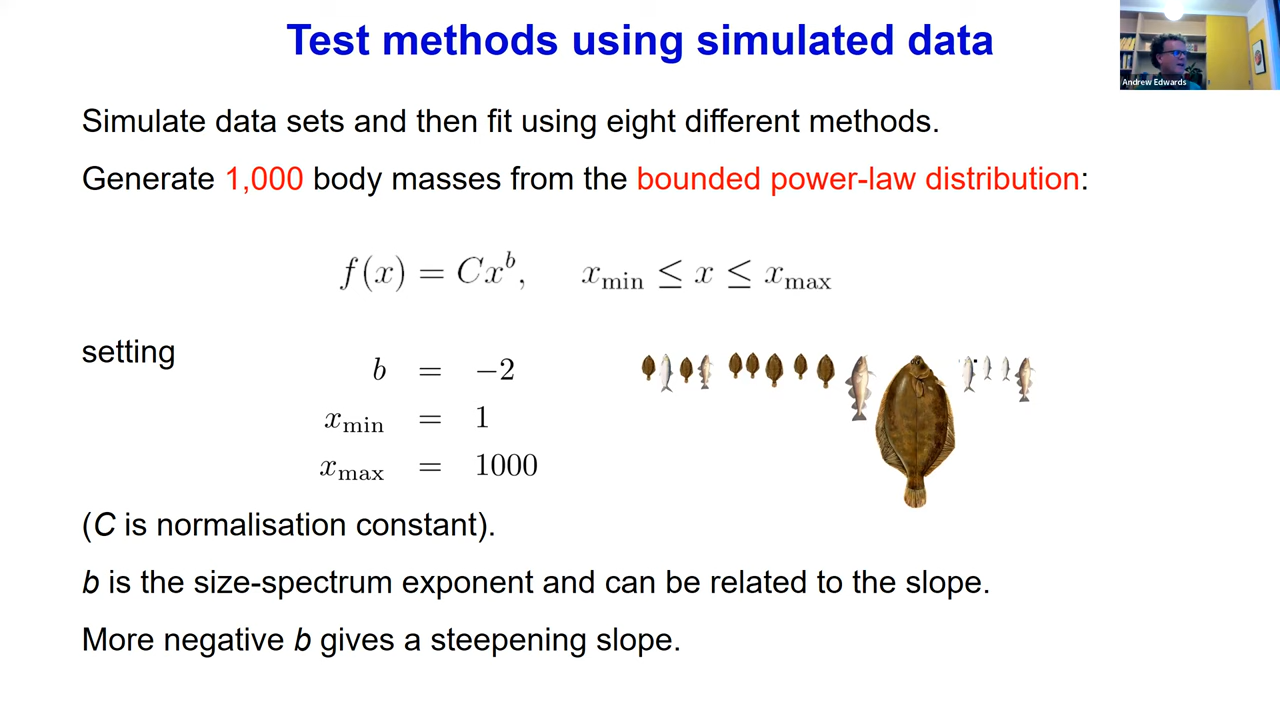 Test methods using simulated data
Andrew Edwards
Simulate data sets and then fit using eight different methods.
Generate 1,000 body masses from the bounded power-law distribution:
f(x) = Cx^b, x_min ≤ x ≤ x_max
setting
b = −2
x_min = 1
x_max = 1000
(C is normalisation constant).
b is the size-spectrum exponent and can be related to the slope.
More negative b gives a steepening slope.